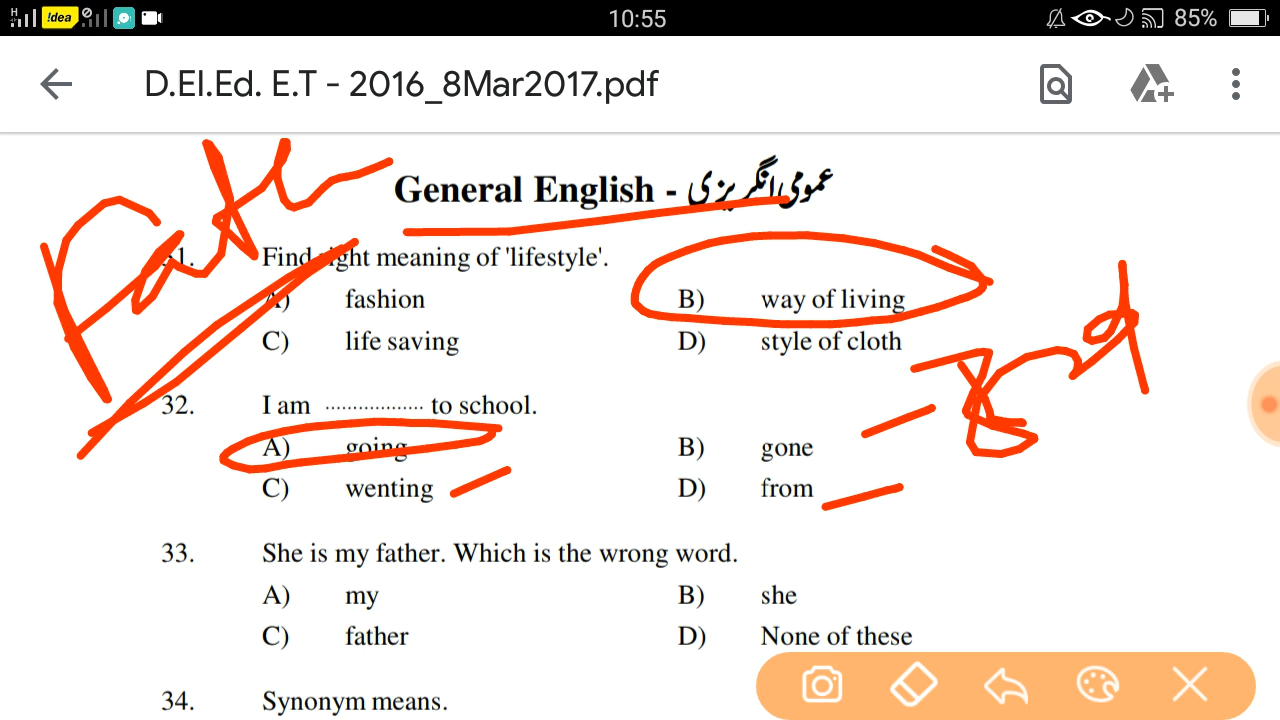 !dea 10:55 85%
D.El.Ed. E.T - 2016_8Mar2017.pdf
General English - عمومی انگریزی
31. Find right meaning of 'lifestyle'.
A) fashion B) way of living
C) life saving D) style of cloth
32. I am .................. to school.
A) going B) gone
C) wenting D) from
33. She is my father. Which is the wrong word.
A) my B) she
C) father D) None of these
34. Synonym means.